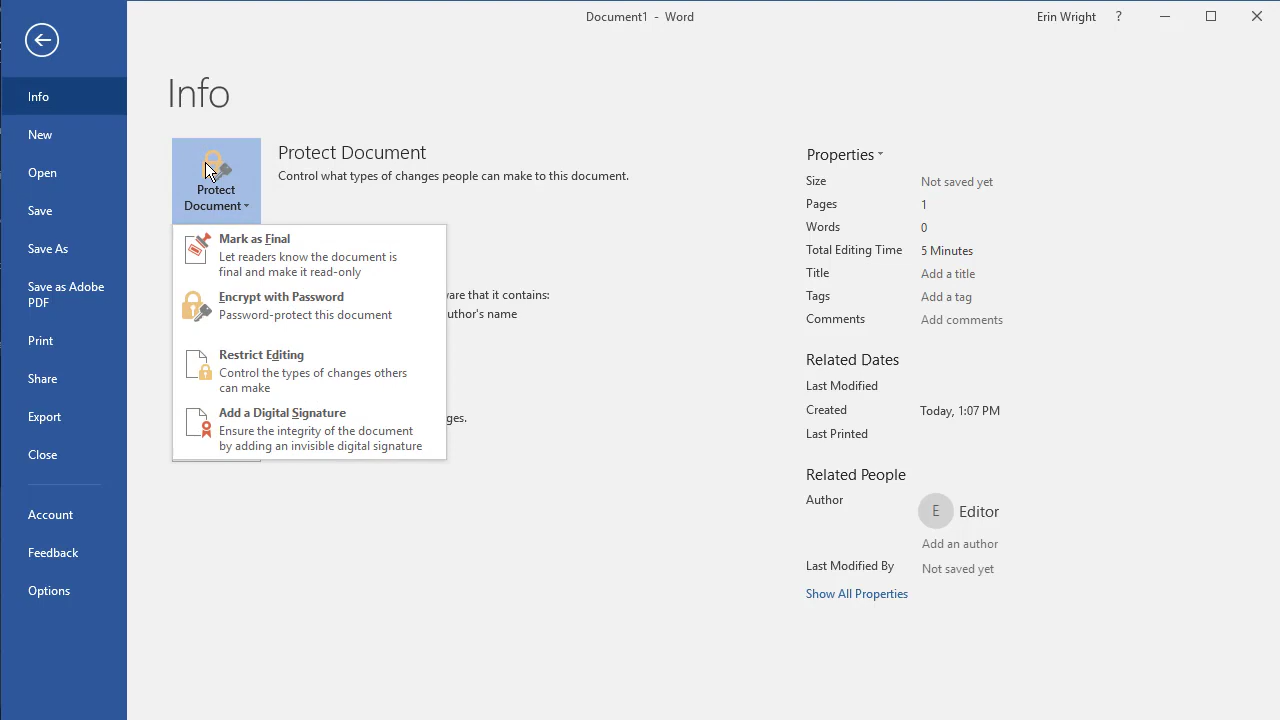 Document1 - Word
Erin Wright
?
Info
New
Open
Save
Save As
Save as Adobe
PDF
Print
Share
Export
Close
Account
Feedback
Options
Info
Protect
Document
Protect Document
Control what types of changes people can make to this document.
Mark as Final
Let readers know the document is
final and make it read-only
Encrypt with Password
Password-protect this document
Restrict Editing
Control the types of changes others
can make
Add a Digital Signature
Ensure the integrity of the document
by adding an invisible digital signature
that it contains:
name
Properties
Size Not saved yet
Pages 1
Words 0
Total Editing Time 5 Minutes
Title Add a title
Tags Add a tag
Comments Add comments
Related Dates
Last Modified
Created Today, 1:07 PM
Last Printed
Related People
Author
E Editor
Add an author
Last Modified By Not saved yet
Show All Properties